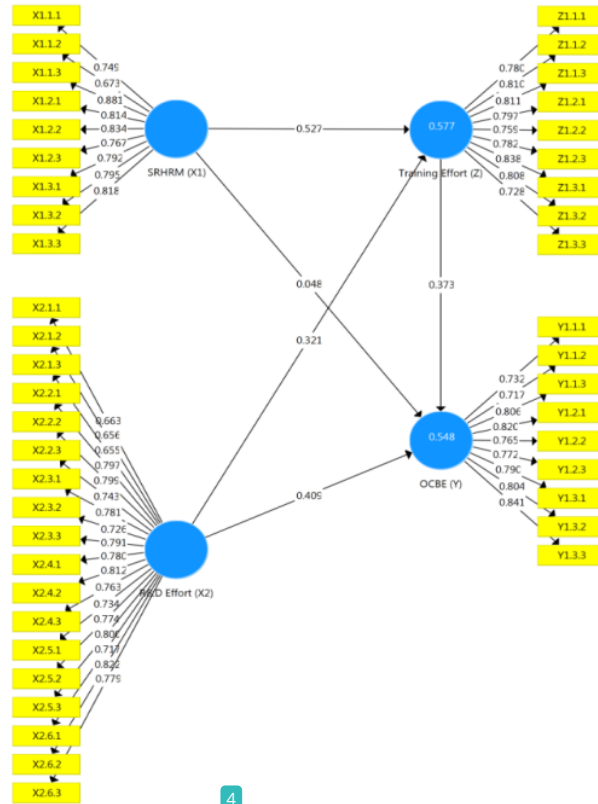 X1.1.1
X1.1.2
X1.1.3
X1.2.1
X1.2.2
X1.2.3
X1.3.1
X1.3.2
X1.3.3
0.749
0.673
0.881
0.814
0.834
0.767
0.792
0.795
0.818
SRHRM (X1)
0.527
0.577
Training Effort (Z)
0.780
0.810
0.811
0.797
0.759
0.782
0.838
0.808
0.728
Z1.1.1
Z1.1.2
Z1.1.3
Z1.2.1
Z1.2.2
Z1.2.3
Z1.3.1
Z1.3.2
Z1.3.3
0.048
0.321
0.373
0.409
X2.1.1
X2.1.2
X2.1.3
X2.2.1
X2.2.2
X2.2.3
X2.3.1
X2.3.2
X2.3.3
X2.4.1
X2.4.2
X2.4.3
X2.5.1
X2.5.2
X2.5.3
X2.6.1
X2.6.2
X2.6.3
0.663
0.656
0.655
0.797
0.799
0.743
0.781
0.726
0.791
0.780
0.812
0.763
0.734
0.774
0.800
0.717
0.822
0.779
R&D Effort (X2)
0.548
OCBE (Y)
0.732
0.717
0.806
0.820
0.765
0.772
0.790
0.804
0.841
Y1.1.1
Y1.1.2
Y1.1.3
Y1.2.1
Y1.2.2
Y1.2.3
Y1.3.1
Y1.3.2
Y1.3.3
4